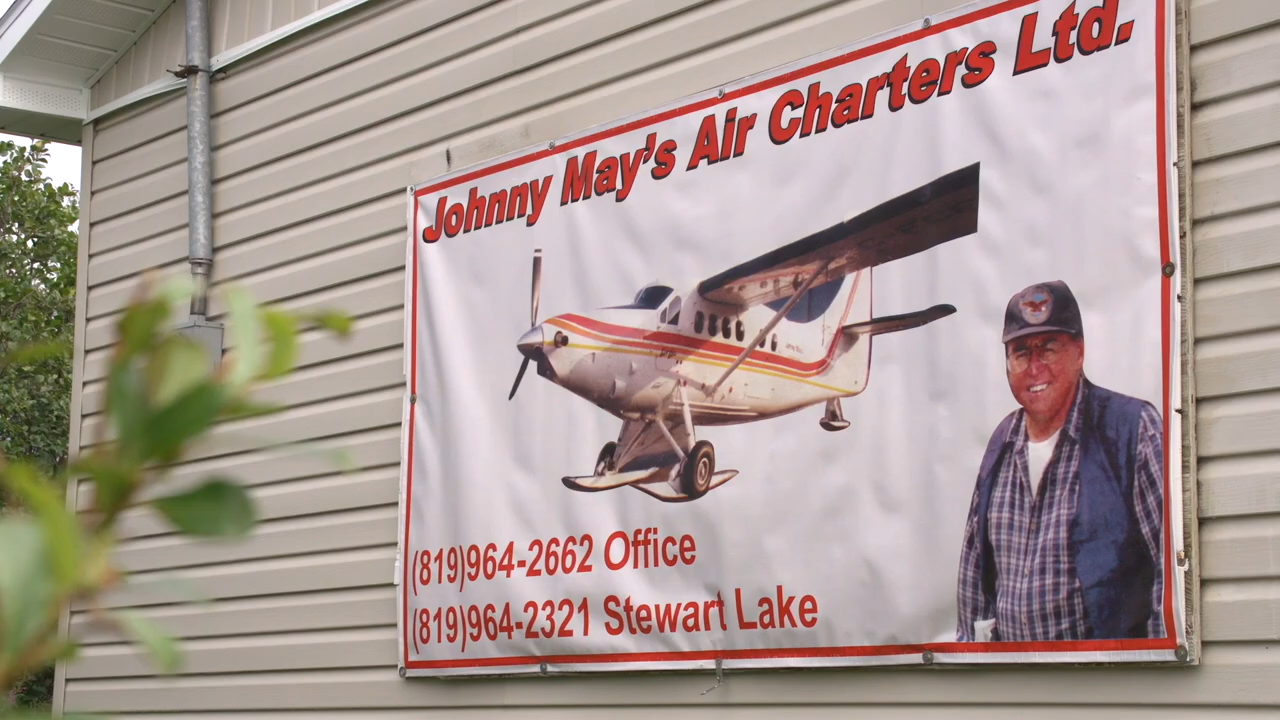 Johnny May's Air Charters Ltd.
(819)964-2662 Office
(819)964-2321 Stewart Lake